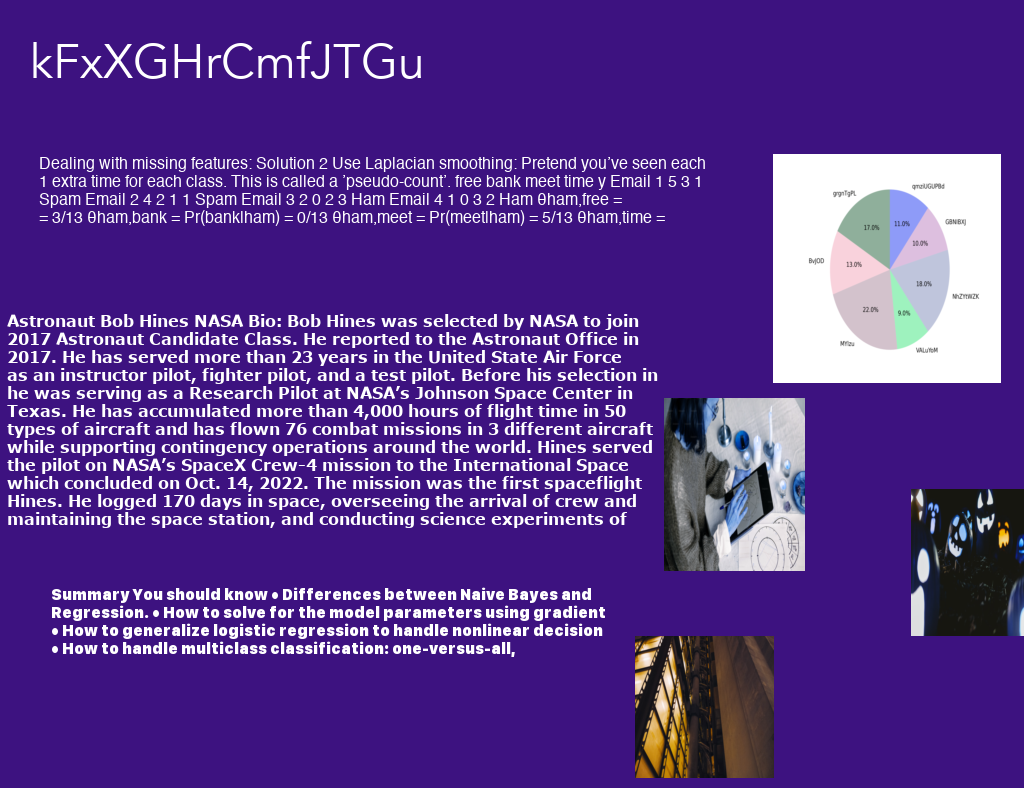 kFxXGHrCmfJTGu
Dealing with missing features: Solution 2 Use Laplacian smoothing: Pretend you’ve seen each
1 extra time for each class. This is called a ’pseudo-count’. free bank meet time y Email 1 5 3 1
Spam Email 2 4 2 1 1 Spam Email 3 2 0 2 3 Ham Email 4 1 0 3 2 Ham θham,free =
= 3/13 θham,bank = Pr(bank|ham) = 0/13 θham,meet = Pr(meet|ham) = 5/13 θham,time =
grgnTgPL
qmziUGUPBd
17.0%
11.0%
GBNiBXJ
10.0%
BvJOD
13.0%
18.0%
NhZYtWZK
22.0%
9.0%
MYlzu
VALuYoM
Astronaut Bob Hines NASA Bio: Bob Hines was selected by NASA to join
2017 Astronaut Candidate Class. He reported to the Astronaut Office in
2017. He has served more than 23 years in the United State Air Force
as an instructor pilot, fighter pilot, and a test pilot. Before his selection in
he was serving as a Research Pilot at NASA’s Johnson Space Center in
Texas. He has accumulated more than 4,000 hours of flight time in 50
types of aircraft and has flown 76 combat missions in 3 different aircraft
while supporting contingency operations around the world. Hines served
the pilot on NASA’s SpaceX Crew-4 mission to the International Space
which concluded on Oct. 14, 2022. The mission was the first spaceflight
Hines. He logged 170 days in space, overseeing the arrival of crew and
maintaining the space station, and conducting science experiments of
Summary You should know • Differences between Naive Bayes and
Regression. • How to solve for the model parameters using gradient
• How to generalize logistic regression to handle nonlinear decision
• How to handle multiclass classification: one-versus-all,